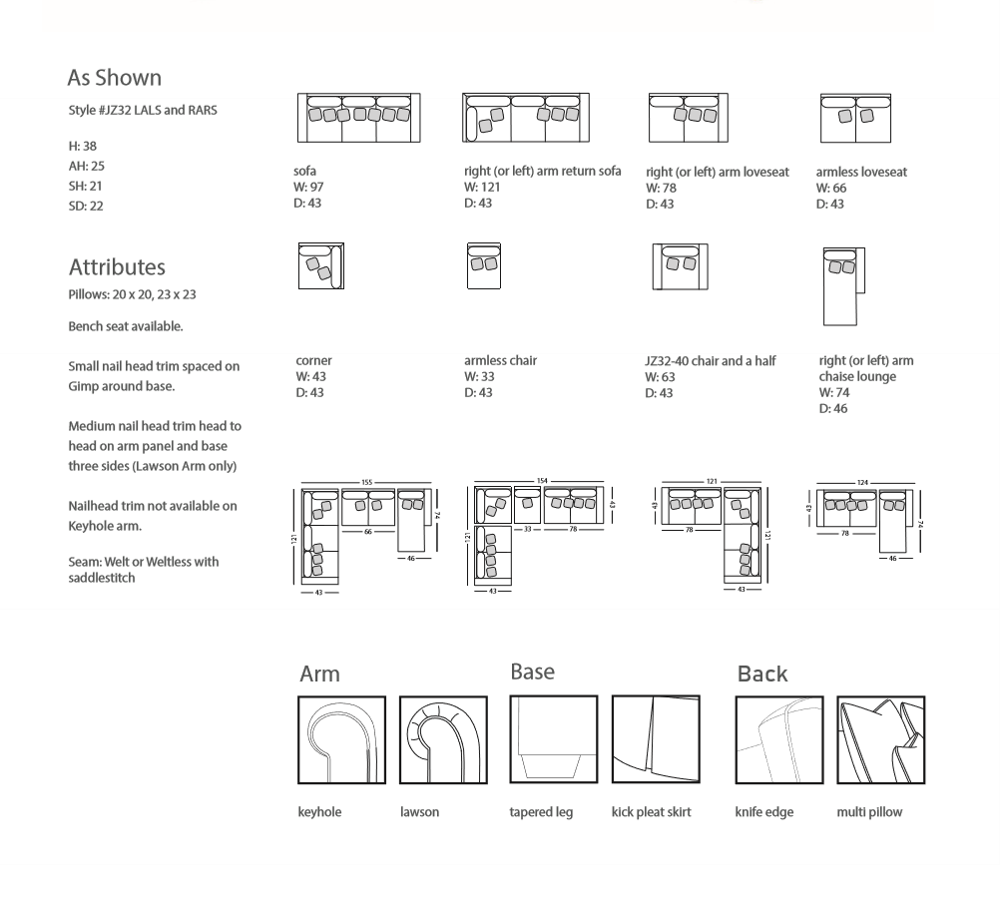 As Shown
Style #JZ32 LALS and RARS
H: 38
AH: 25
SH: 21
SD: 22
Attributes
Pillows: 20 x 20, 23 x 23
Bench seat available.
Small nail head trim spaced on
Gimp around base.
Medium nail head trim head to
head on arm panel and base
three sides (Lawson Arm only)
Nailhead trim not available on
Keyhole arm.
Seam: Welt or Weltless with
saddlestitch
sofa
W: 97
D: 43
right (or left) arm return sofa
W: 121
D: 43
right (or left) arm loveseat
W: 78
D: 43
armless loveseat
W: 66
D: 43
corner
W: 43
D: 43
armless chair
W: 33
D: 43
JZ32-40 chair and a half
W: 63
D: 43
right (or left) arm
chaise lounge
W: 74
D: 46
155
121
66
74
46
43
154
121
33
78
43
43
121
43
78
121
43
124
43
78
74
46
Arm
keyhole
lawson
Base
tapered leg
kick pleat skirt
Back
knife edge
multi pillow